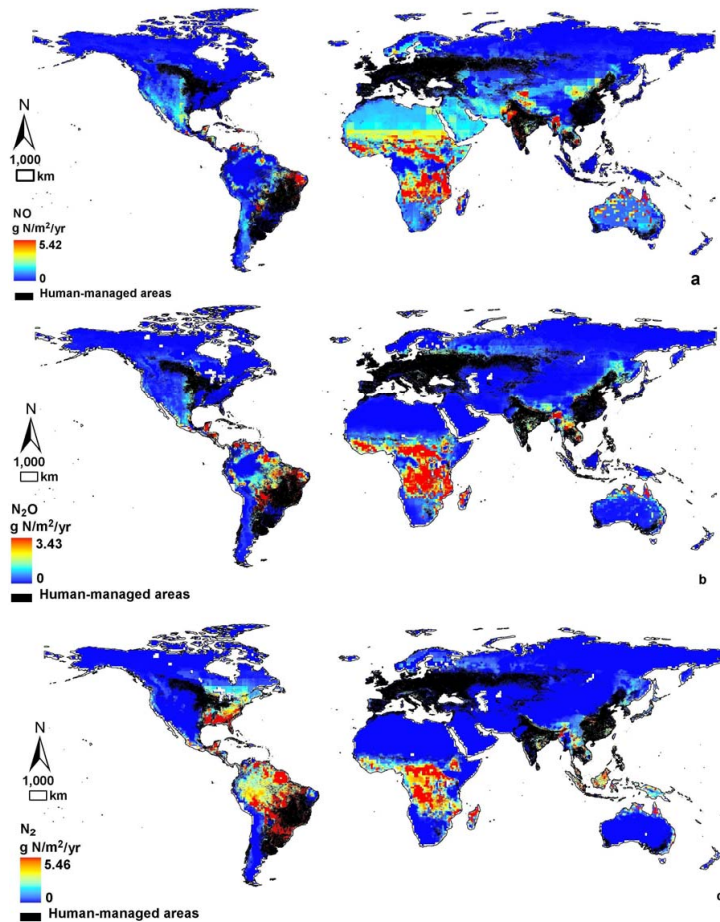 N
1,000
km
NO
g N/m²/yr
5.42
0
Human-managed areas
a
N
1,000
km
N₂O
g N/m²/yr
3.43
0
Human-managed areas
b
N
1,000
km
N₂
g N/m²/yr
5.46
0
Human-managed areas